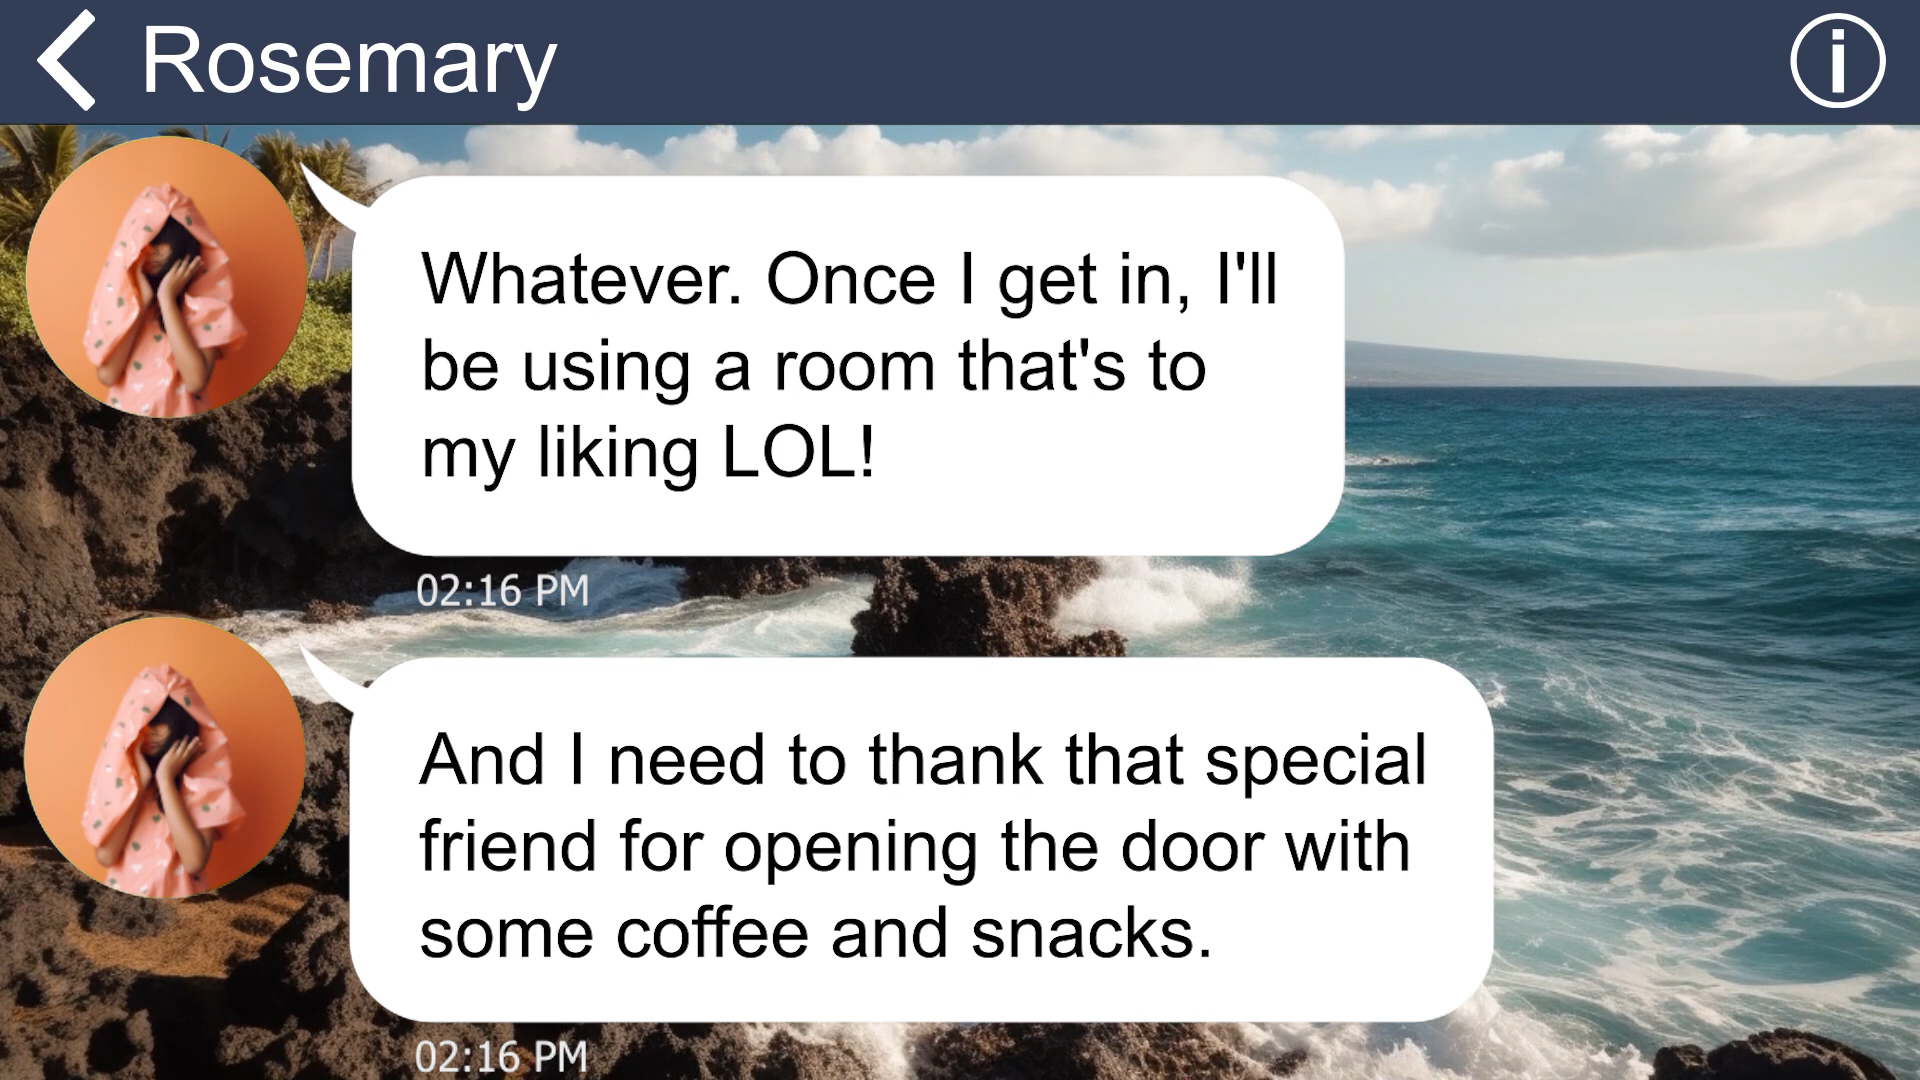 Rosemary
Whatever. Once I get in, I'll
be using a room that's to
my liking LOL!
02:16 PM
And I need to thank that special
friend for opening the door with
some coffee and snacks.
02:16 PM